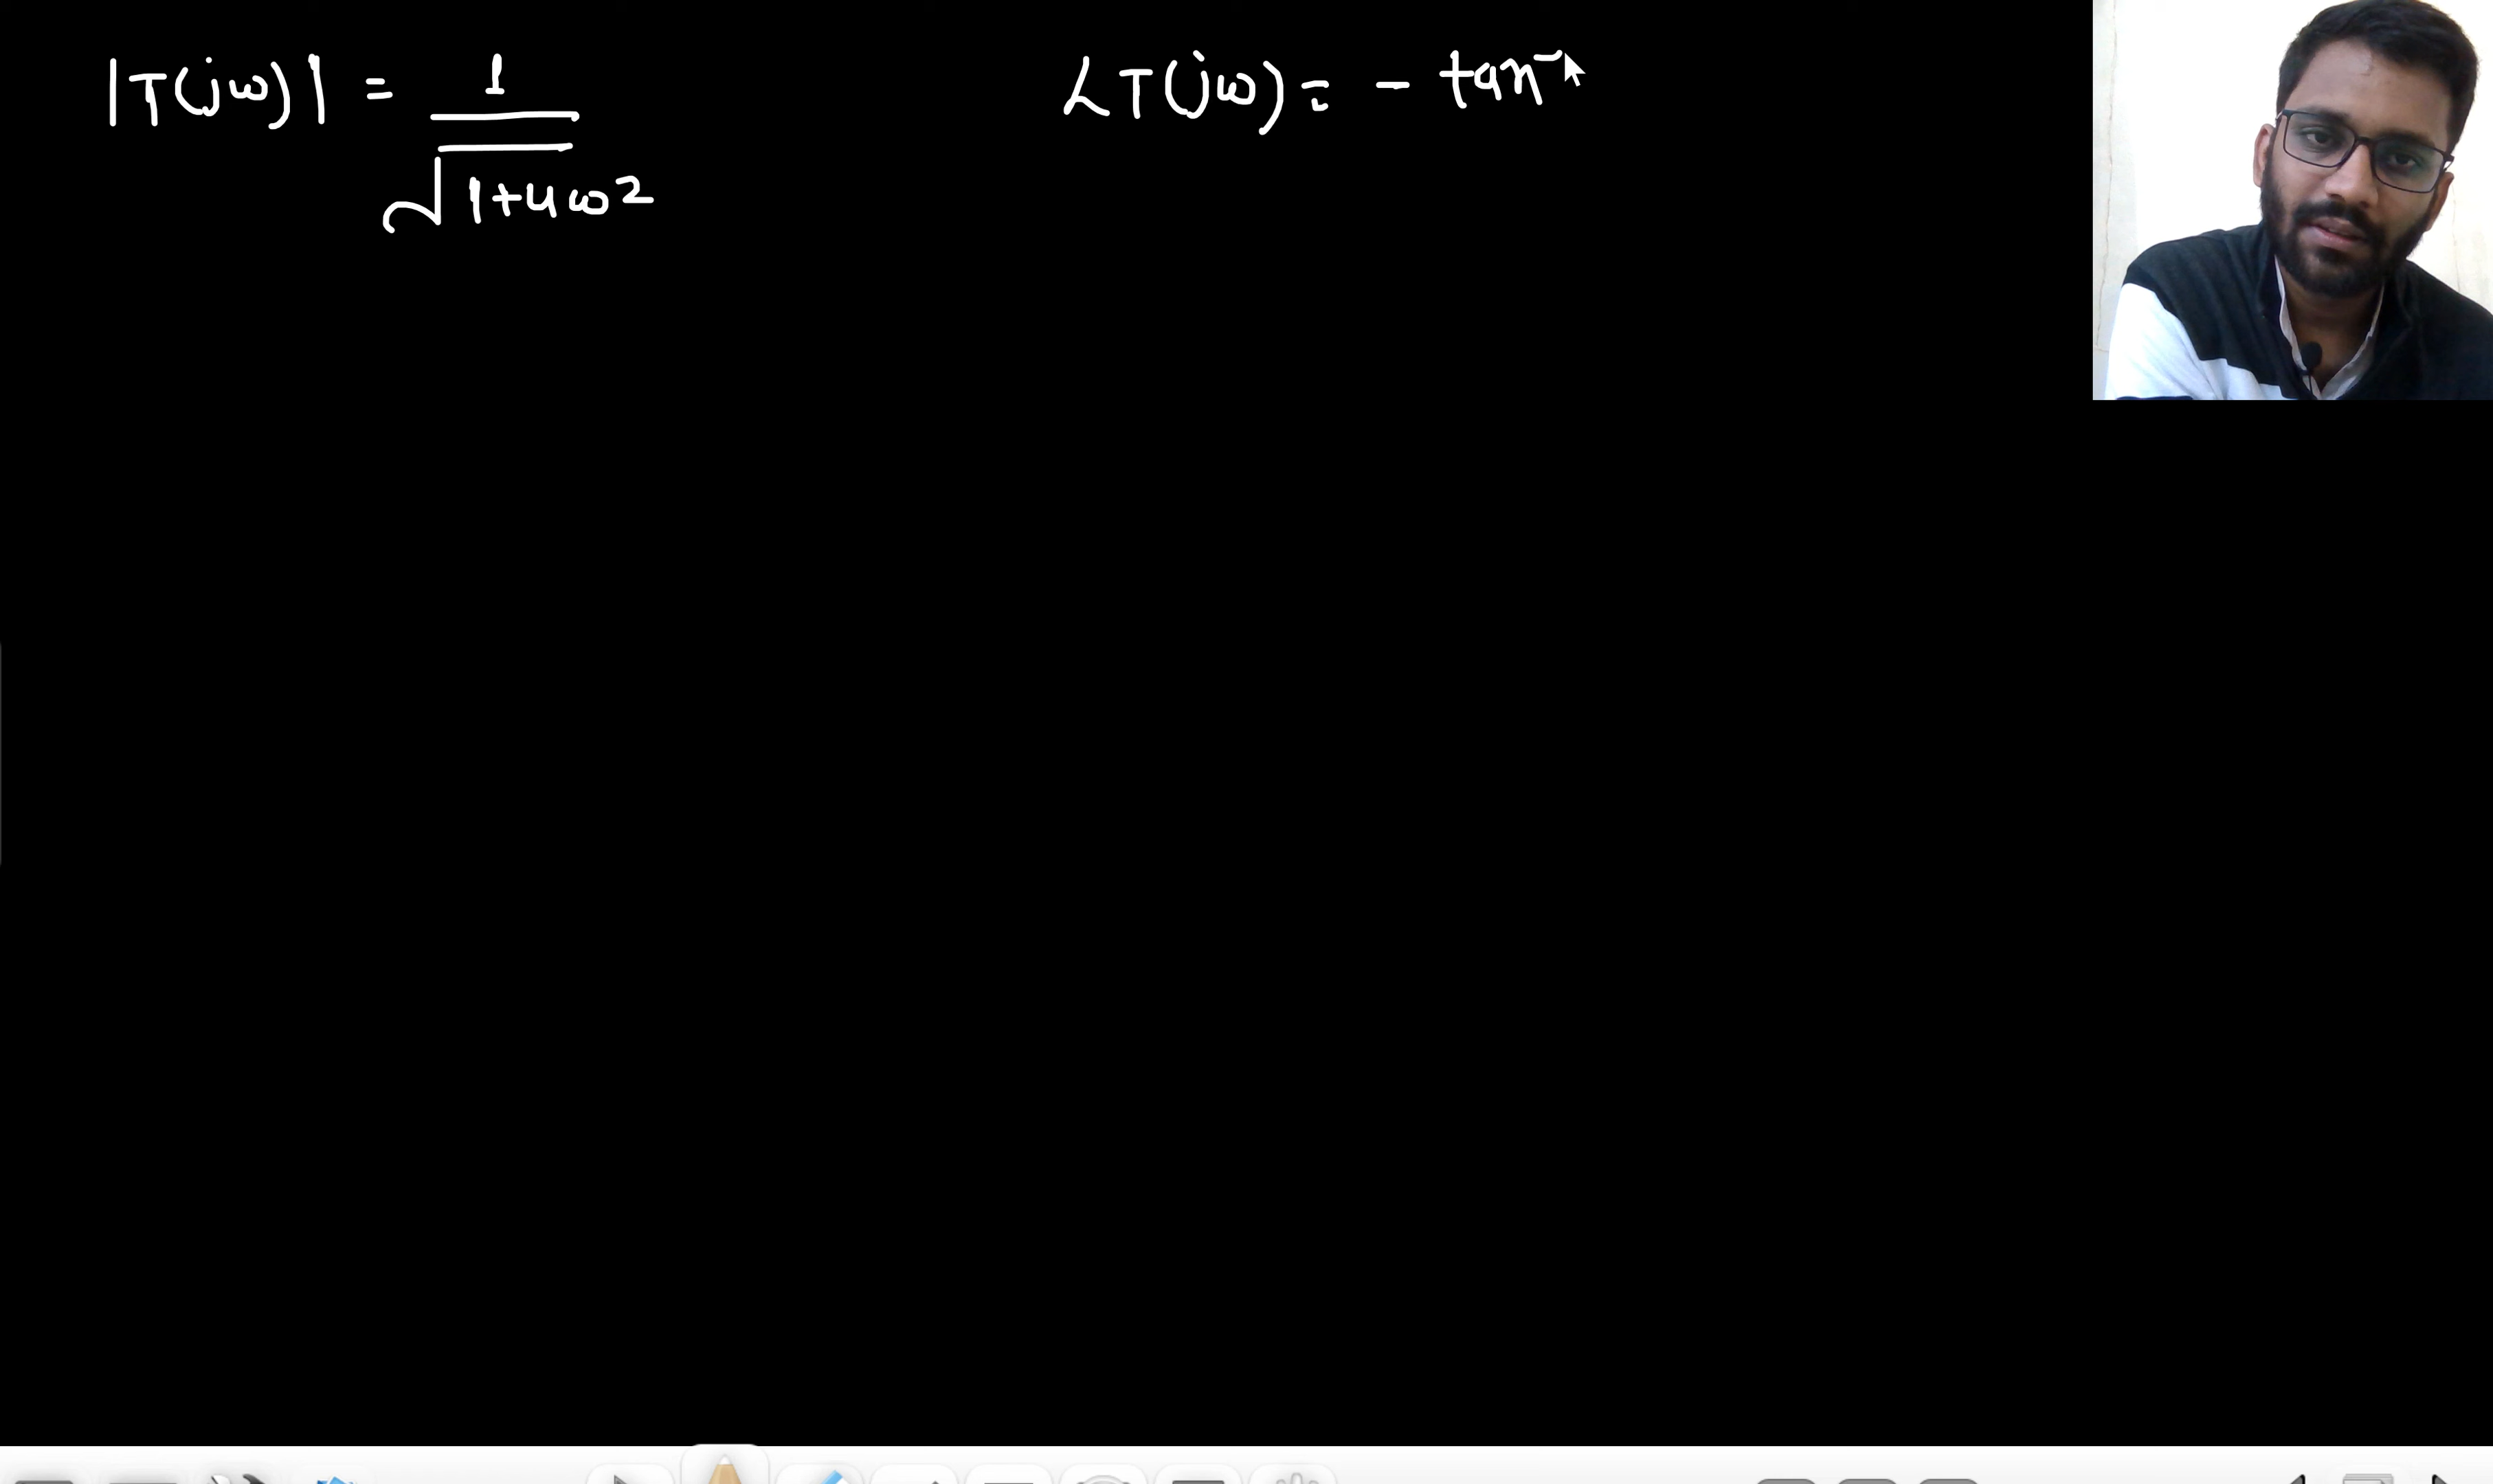 |T(jω)| = 1 / √1+4ω² ∠T(jω) = - tan⁻